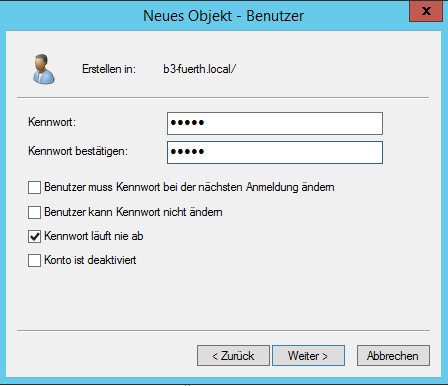 Neues Objekt - Benutzer
x
Erstellen in: b3-fuerth.local/
Kennwort: •••••
Kennwort bestätigen: •••••
Benutzer muss Kennwort bei der nächsten Anmeldung ändern
Benutzer kann Kennwort nicht ändern
Kennwort läuft nie ab
Konto ist deaktiviert
< Zurück Weiter > Abbrechen